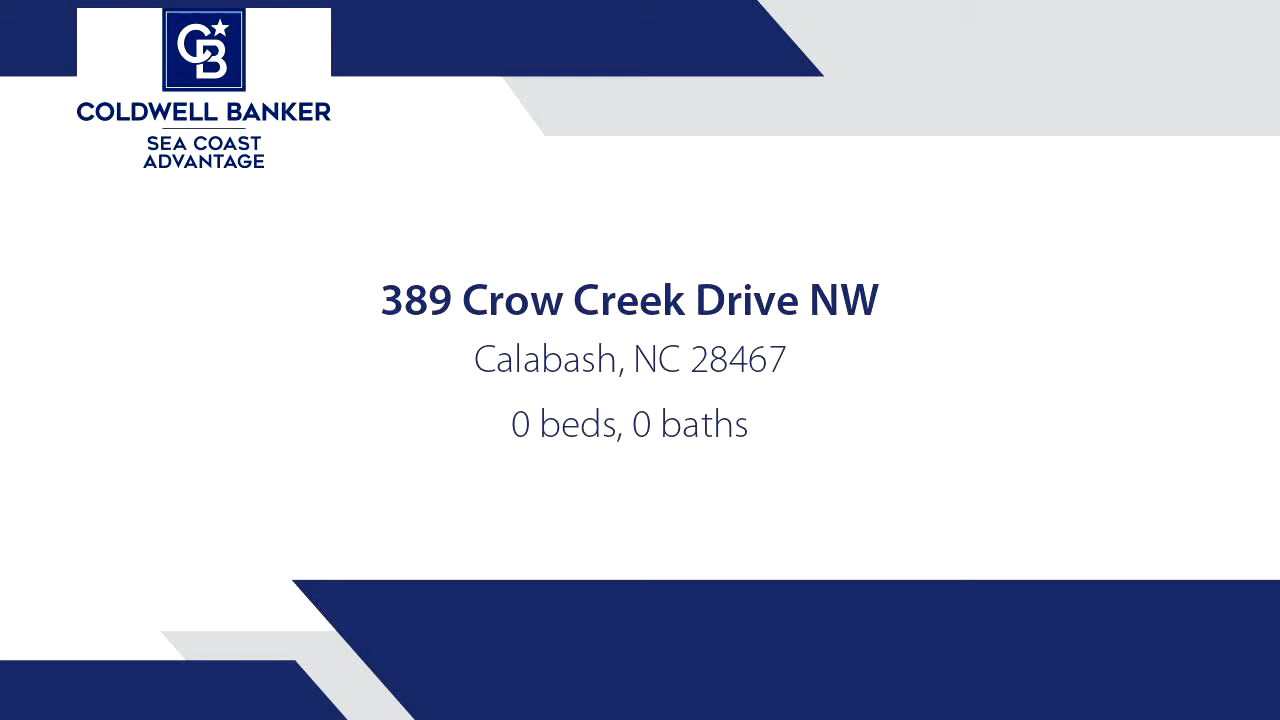 CB
COLDWELL BANKER
SEA COAST
ADVANTAGE
389 Crow Creek Drive NW
Calabash, NC 28467
0 beds, 0 baths